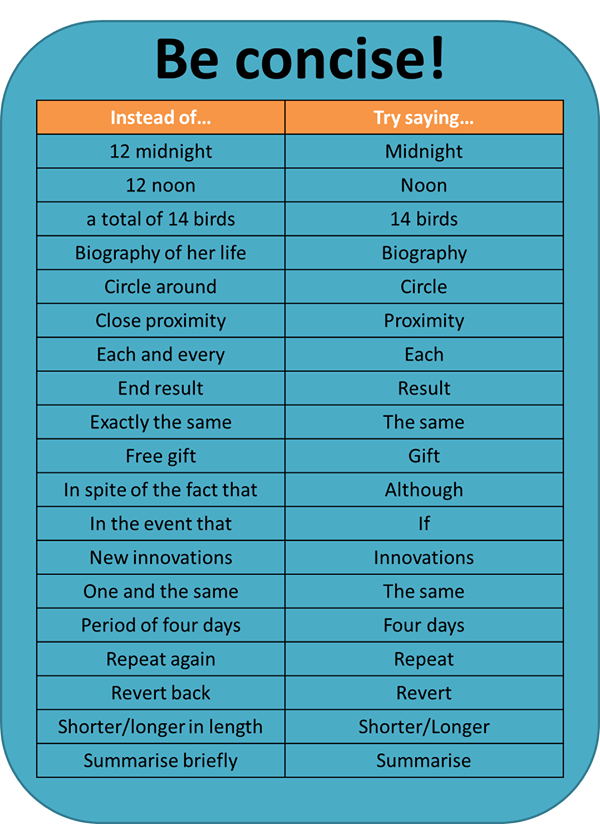 Be concise!
Instead of... Try saying...
12 midnight Midnight
12 noon Noon
a total of 14 birds 14 birds
Biography of her life Biography
Circle around Circle
Close proximity Proximity
Each and every Each
End result Result
Exactly the same The same
Free gift Gift
In spite of the fact that Although
In the event that If
New innovations Innovations
One and the same The same
Period of four days Four days
Repeat again Repeat
Revert back Revert
Shorter/longer in length Shorter/Longer
Summarise briefly Summarise